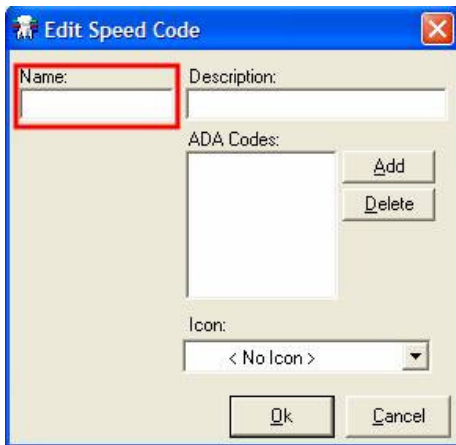 Edit Speed Code
Name:
Description:
ADA Codes:
Add
Delete
Icon:
< No Icon >
Ok
Cancel